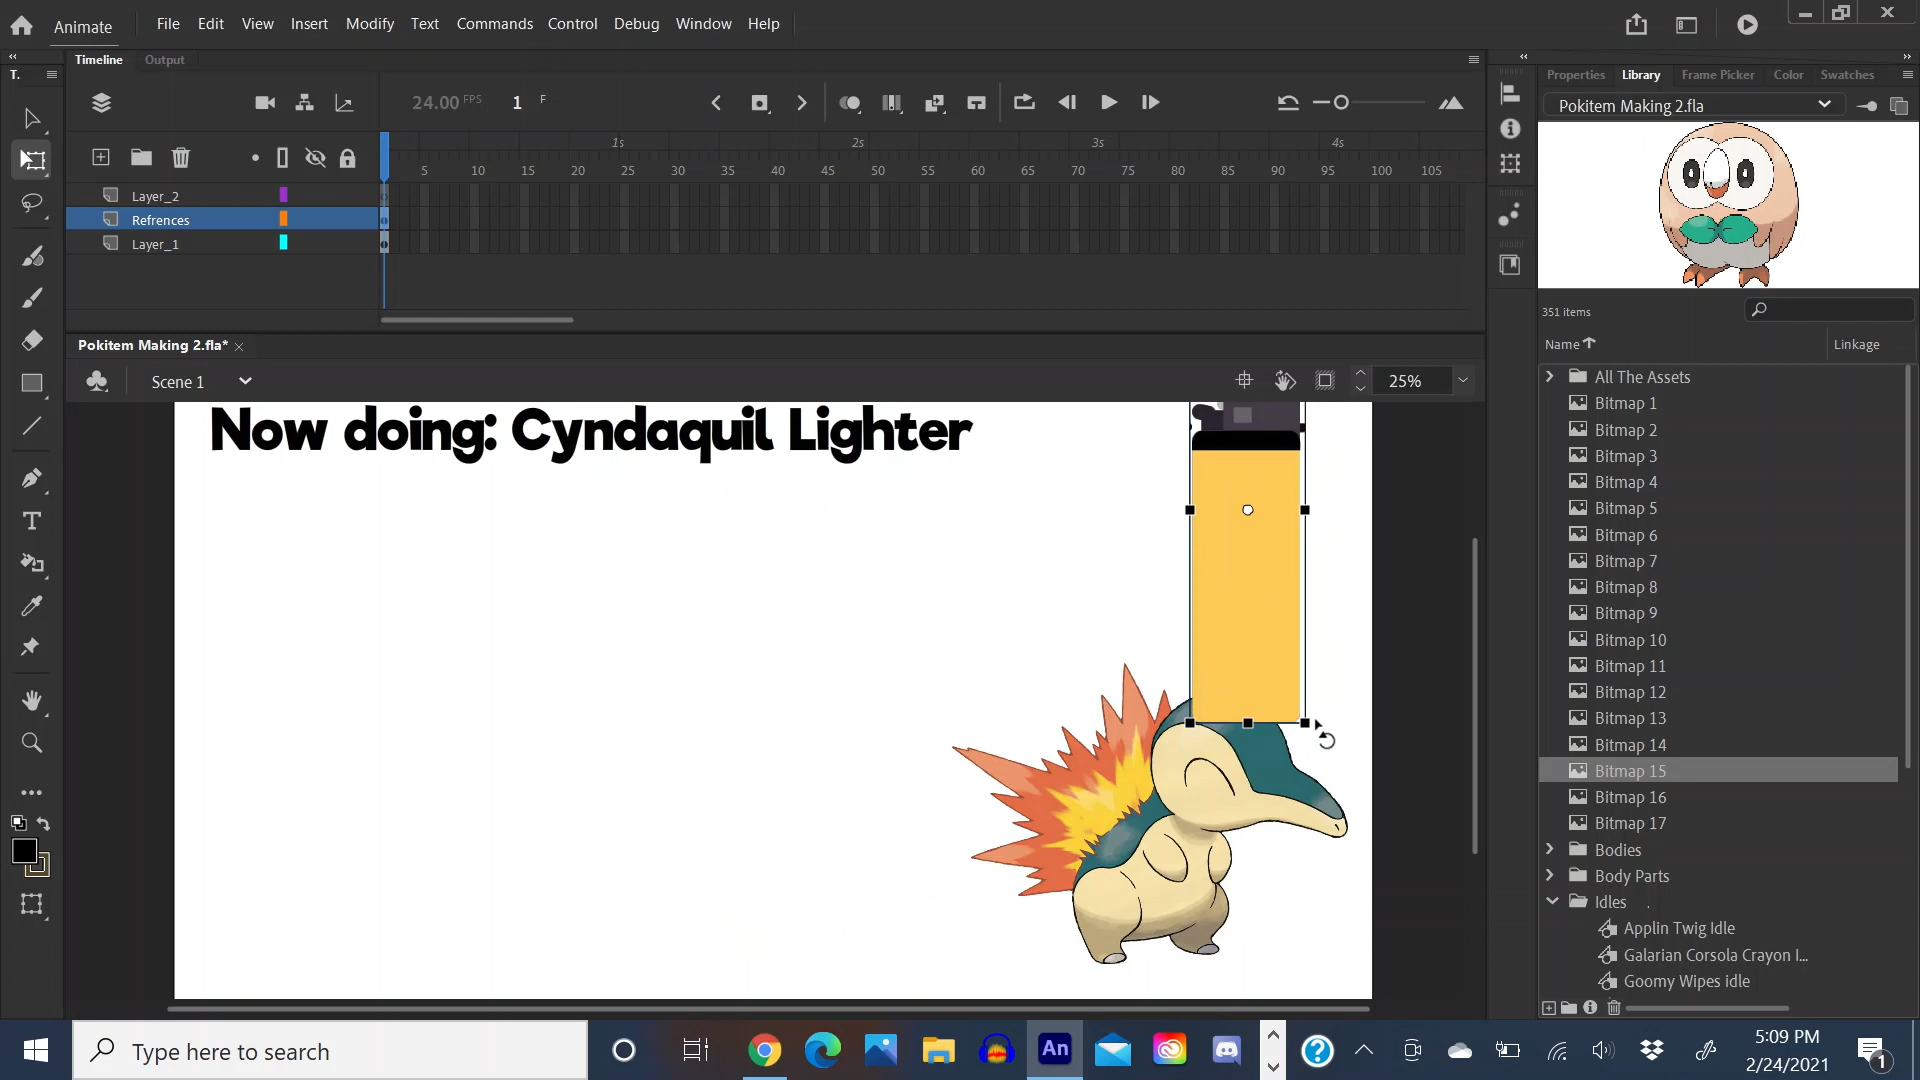 Animate File Edit View Insert Modify Text Commands Control Debug Window Help
Timeline Output
T.
Properties Library Frame Picker Color Swatches
24.00 FPS 1 F
Pokitem Making 2.fla
1s 2s 3s 4s
5 10 15 20 25 30 35 40 45 50 55 60 65 70 75 80 85 90 95 100 105
Layer_2
Refrences
Layer_1
351 items
Name Linkage
Pokitem Making 2.fla*
Scene 1
25%
Now doing: Cyndaquil Lighter
All The Assets
Bitmap 1
Bitmap 2
Bitmap 3
Bitmap 4
Bitmap 5
Bitmap 6
Bitmap 7
Bitmap 8
Bitmap 9
Bitmap 10
Bitmap 11
Bitmap 12
Bitmap 13
Bitmap 14
Bitmap 15
Bitmap 16
Bitmap 17
Bodies
Body Parts
Idles
Applin Twig Idle
Galarian Corsola Crayon I...
Goomy Wipes idle
Type here to search
An
5:09 PM
2/24/2021
1